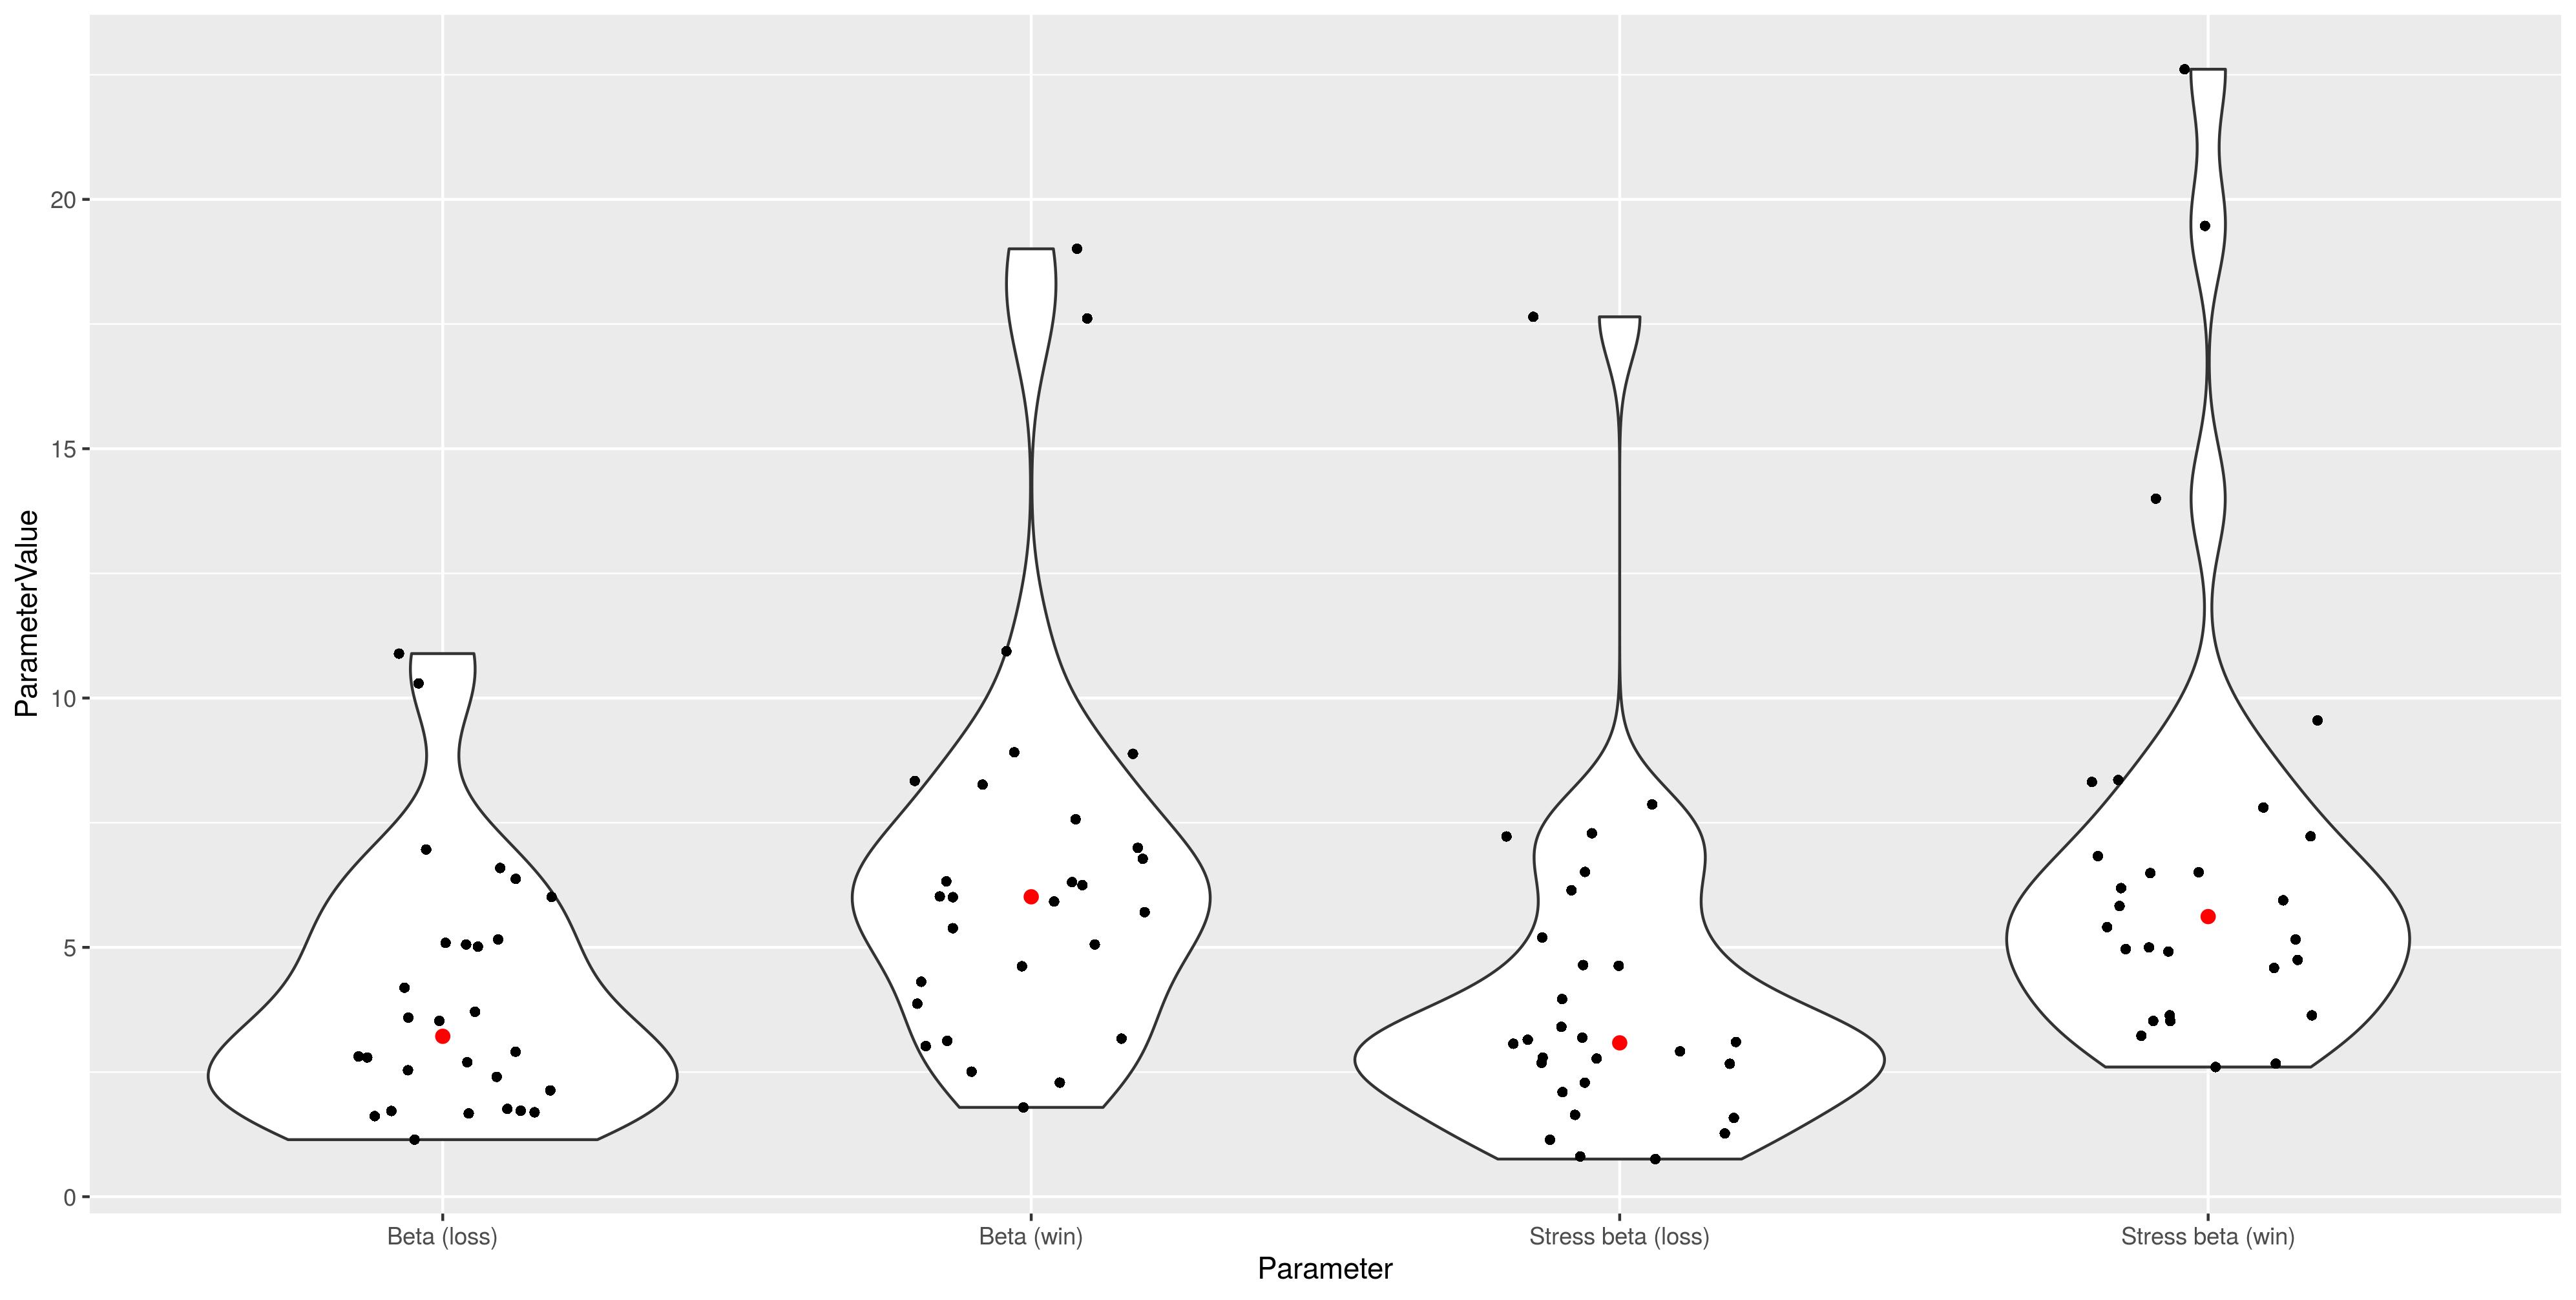 ParameterValue
20
15
10
5
0
Beta (loss)
Beta (win)
Stress beta (loss)
Stress beta (win)
Parameter